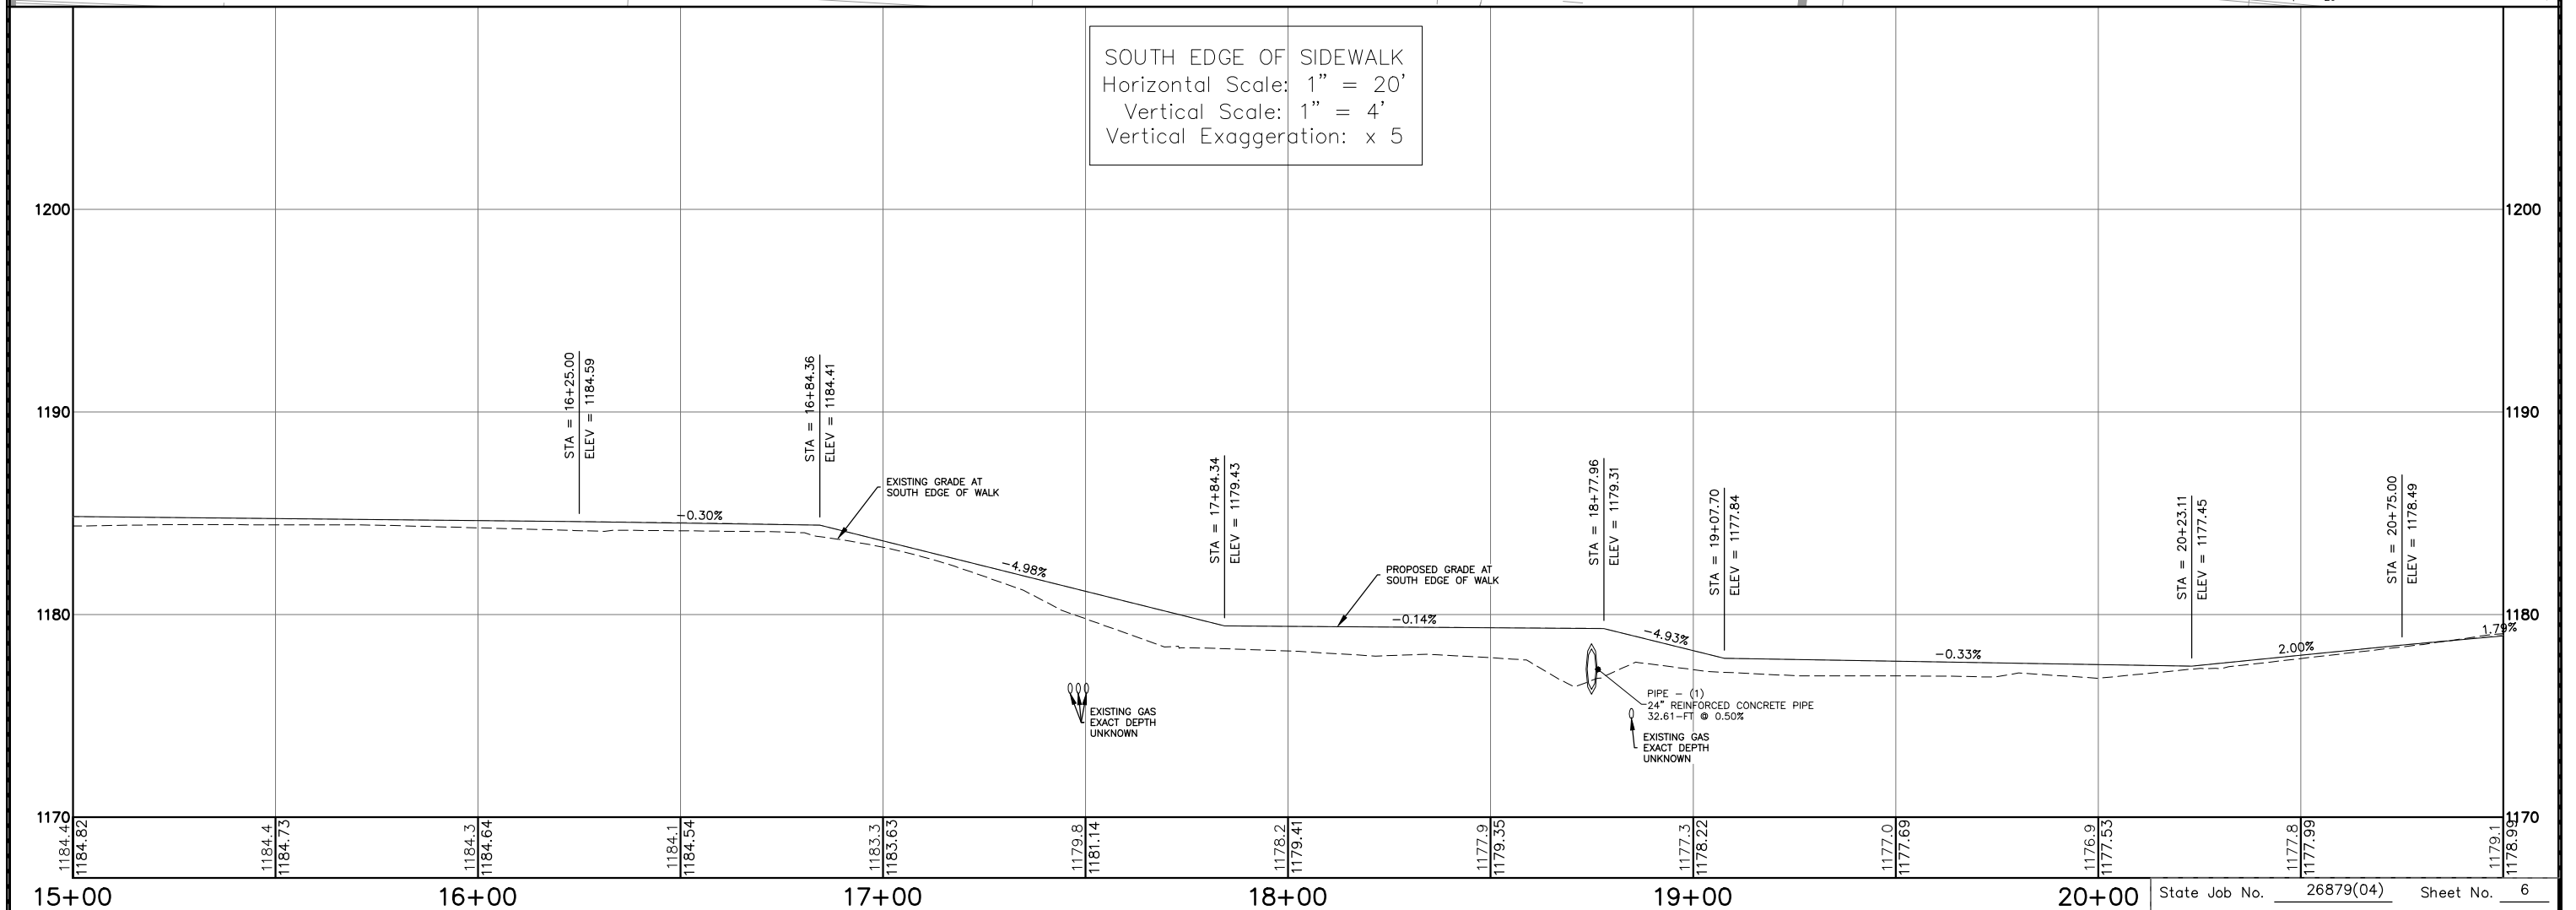 SOUTH EDGE OF SIDEWALK
Horizontal Scale: 1" = 20'
Vertical Scale: 1" = 4'
Vertical Exaggeration: x 5
1200
1200
1190
1190
1180
1180
1170
1170
STA = 16+25.00
ELEV = 1184.59
STA = 16+84.36
ELEV = 1184.41
EXISTING GRADE AT
SOUTH EDGE OF WALK
-0.30%
-4.98%
STA = 17+84.34
ELEV = 1179.43
PROPOSED GRADE AT
SOUTH EDGE OF WALK
-0.14%
STA = 18+77.96
ELEV = 1179.31
-4.93%
STA = 19+07.70
ELEV = 1177.84
-0.33%
STA = 20+23.11
ELEV = 1177.45
2.00%
STA = 20+75.00
ELEV = 1178.49
1.79%
EXISTING GAS
EXACT DEPTH
UNKNOWN
PIPE - (1)
24" REINFORCED CONCRETE PIPE
32.61-FT @ 0.50%
EXISTING GAS
EXACT DEPTH
UNKNOWN
1184.4
1184.82
1184.4
1184.73
1184.3
1184.64
1184.1
1184.54
1183.3
1183.63
1179.8
1181.14
1178.2
1179.41
1177.9
1179.35
1177.3
1178.22
1177.0
1177.69
1176.9
1177.53
1177.8
1177.99
1179.1
1178.99
15+00
16+00
17+00
18+00
19+00
20+00
State Job No. 26879(04) Sheet No. 6